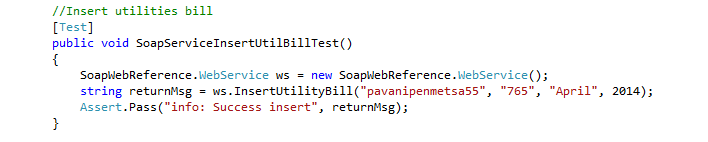 //Insert utilities bill
[Test]
public void SoapServiceInsertUtilBillTest()
{
SoapWebReference.WebService ws = new SoapWebReference.WebService();
string returnMsg = ws.InsertUtilityBill("pavanipenmetsa55", "765", "April", 2014);
Assert.Pass("info: Success insert", returnMsg);
}